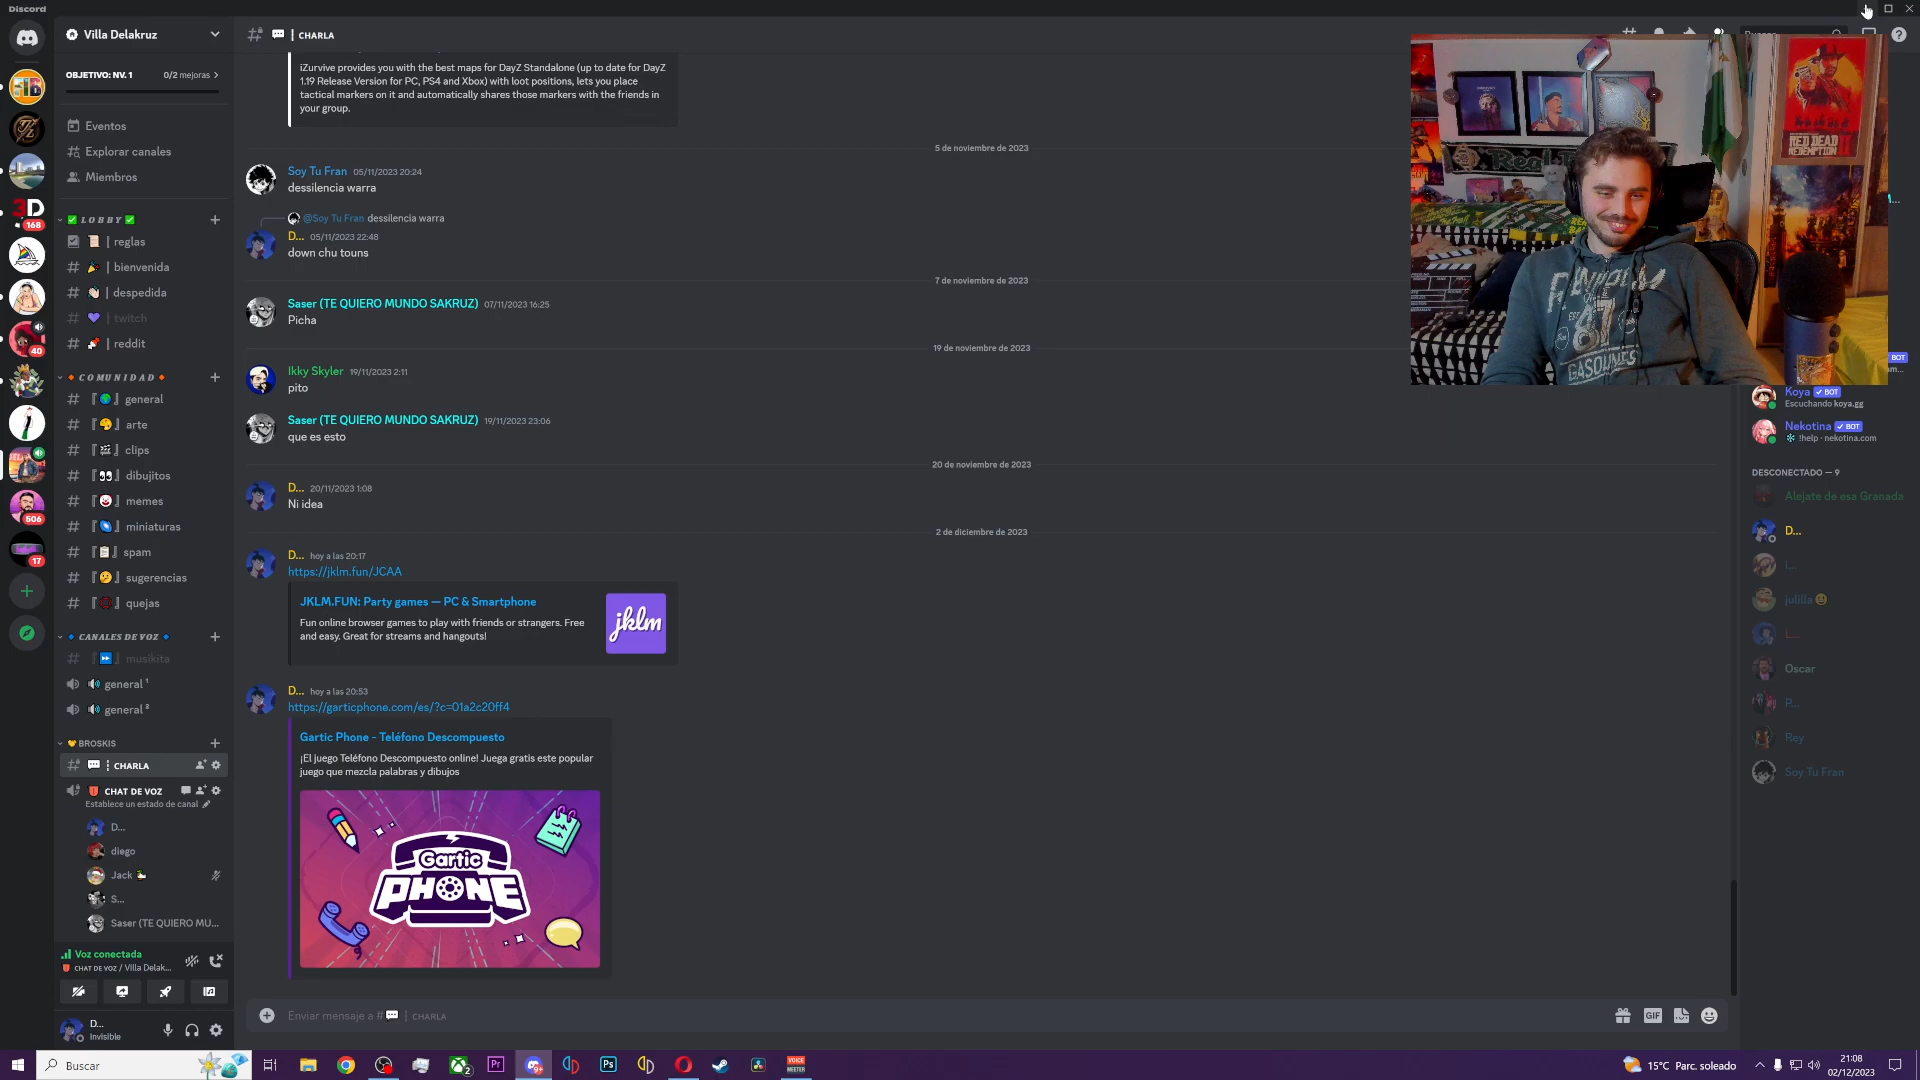 Discord
Villa Delakruz
OBJETIVO: NV. 1
0/2 mejoras
Eventos
Explorar canales
Miembros
LOBBY
reglas
bienvenida
despedida
twitch
reddit
COMUNIDAD
general
arte
clips
dibujitos
memes
miniaturas
spam
sugerencias
quejas
CANALES DE VOZ
musikita
general ¹
general ²
BROSKIS
CHARLA
CHAT DE VOZ
Establece un estado de canal
D...
diego
Jack
S...
Saser (TE QUIERO MU...
Voz conectada
CHAT DE VOZ / Villa Delak...
D...
Invisible
168
40
506
17
CHARLA
iZurvive provides you with the best maps for DayZ Standalone (up to date for DayZ
1.19 Release Version for PC, PS4 and Xbox) with loot positions, lets you place
tactical markers on it and automatically shares those markers with the friends in
your group.
5 de noviembre de 2023
Soy Tu Fran 05/11/2023 20:24
dessilencia warra
@Soy Tu Fran dessilencia warra
D... 05/11/2023 22:48
down chu touns
7 de noviembre de 2023
Saser (TE QUIERO MUNDO SAKRUZ) 07/11/2023 16:25
Picha
19 de noviembre de 2023
Ikky Skyler 19/11/2023 2:11
pito
Saser (TE QUIERO MUNDO SAKRUZ) 19/11/2023 23:06
que es esto
20 de noviembre de 2023
D... 20/11/2023 1:08
Ni idea
2 de diciembre de 2023
D... hoy a las 20:17
https://jklm.fun/JCAA
JKLM.FUN: Party games — PC & Smartphone
Fun online browser games to play with friends or strangers. Free
and easy. Great for streams and hangouts!
jklm
D... hoy a las 20:53
https://garticphone.com/es/?c=01a2c20ff4
Gartic Phone - Teléfono Descompuesto
¡El juego Teléfono Descompuesto online! Juega gratis este popular
juego que mezcla palabras y dibujos
Gartic
PHONE
Enviar mensaje a # | CHARLA
GIF
RED DEAD
REDEMPTION II
87
GASOLINES
BOT
Koya BOT
Escuchando koya.gg
Nekotina BOT
!help · nekotina.com
DESCONECTADO — 9
Alejate de esa Granada
D...
L...
julilla
L...
Oscar
P...
Rey
Soy Tu Fran
Buscar
15°C Parc. soleado
21:08
02/12/2023